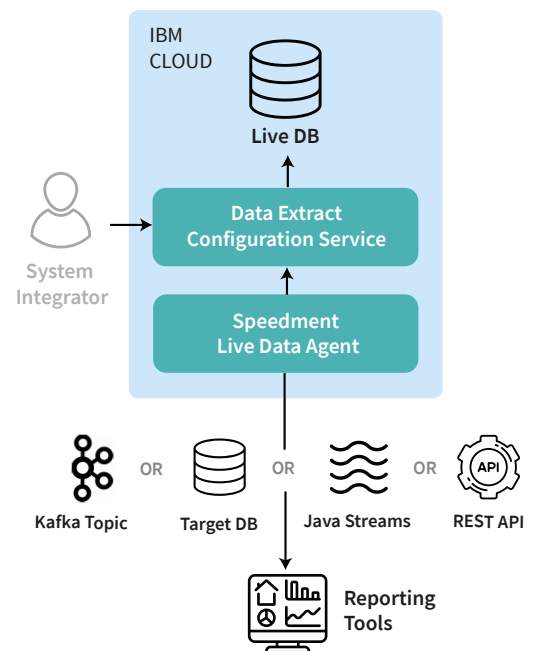 IBM
CLOUD
Live DB
Data Extract
Configuration Service
System
Integrator
Speedment
Live Data Agent
OR
OR
OR
API
Kafka Topic
Target DB
Java Streams
REST API
Reporting
Tools